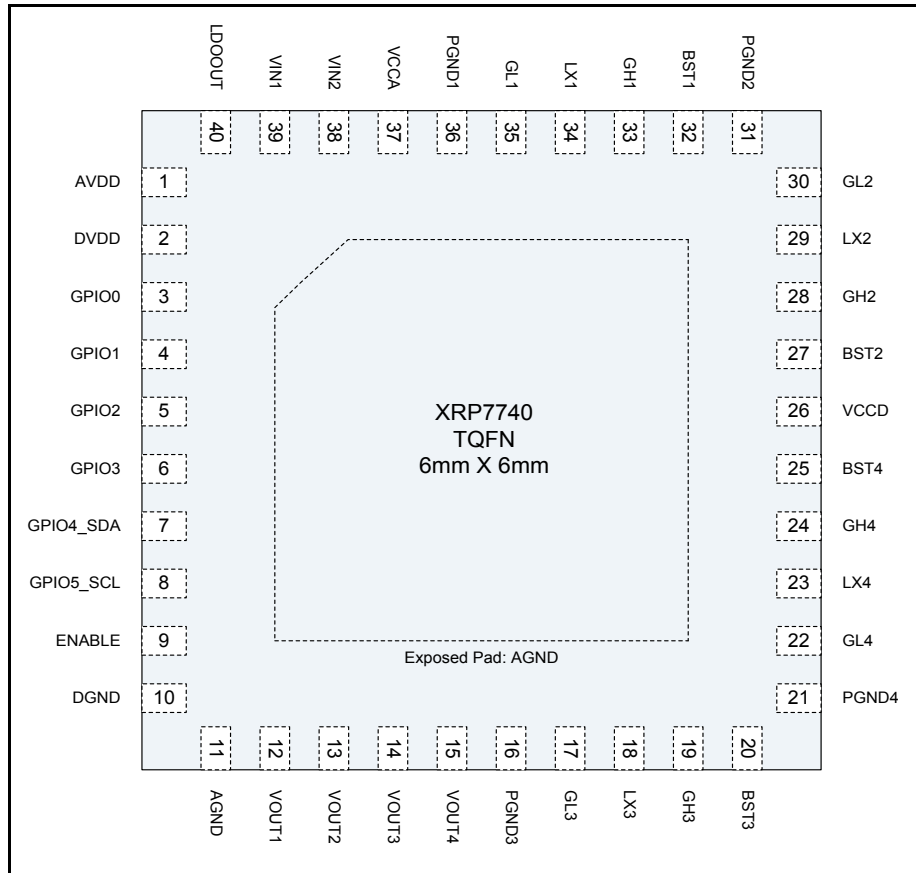 LDOOUT
VIN1
VIN2
VCCA
PGND1
GL1
LX1
GH1
BST1
PGND2
40
39
38
37
36
35
34
33
32
31
AVDD 1
DVDD 2
GPIO0 3
GPIO1 4
GPIO2 5
GPIO3 6
GPIO4_SDA 7
GPIO5_SCL 8
ENABLE 9
DGND 10
XRP7740
TQFN
6mm X 6mm
Exposed Pad: AGND
30 GL2
29 LX2
28 GH2
27 BST2
26 VCCD
25 BST4
24 GH4
23 LX4
22 GL4
21 PGND4
11
12
13
14
15
16
17
18
19
20
AGND
VOUT1
VOUT2
VOUT3
VOUT4
PGND3
GL3
LX3
GH3
BST3